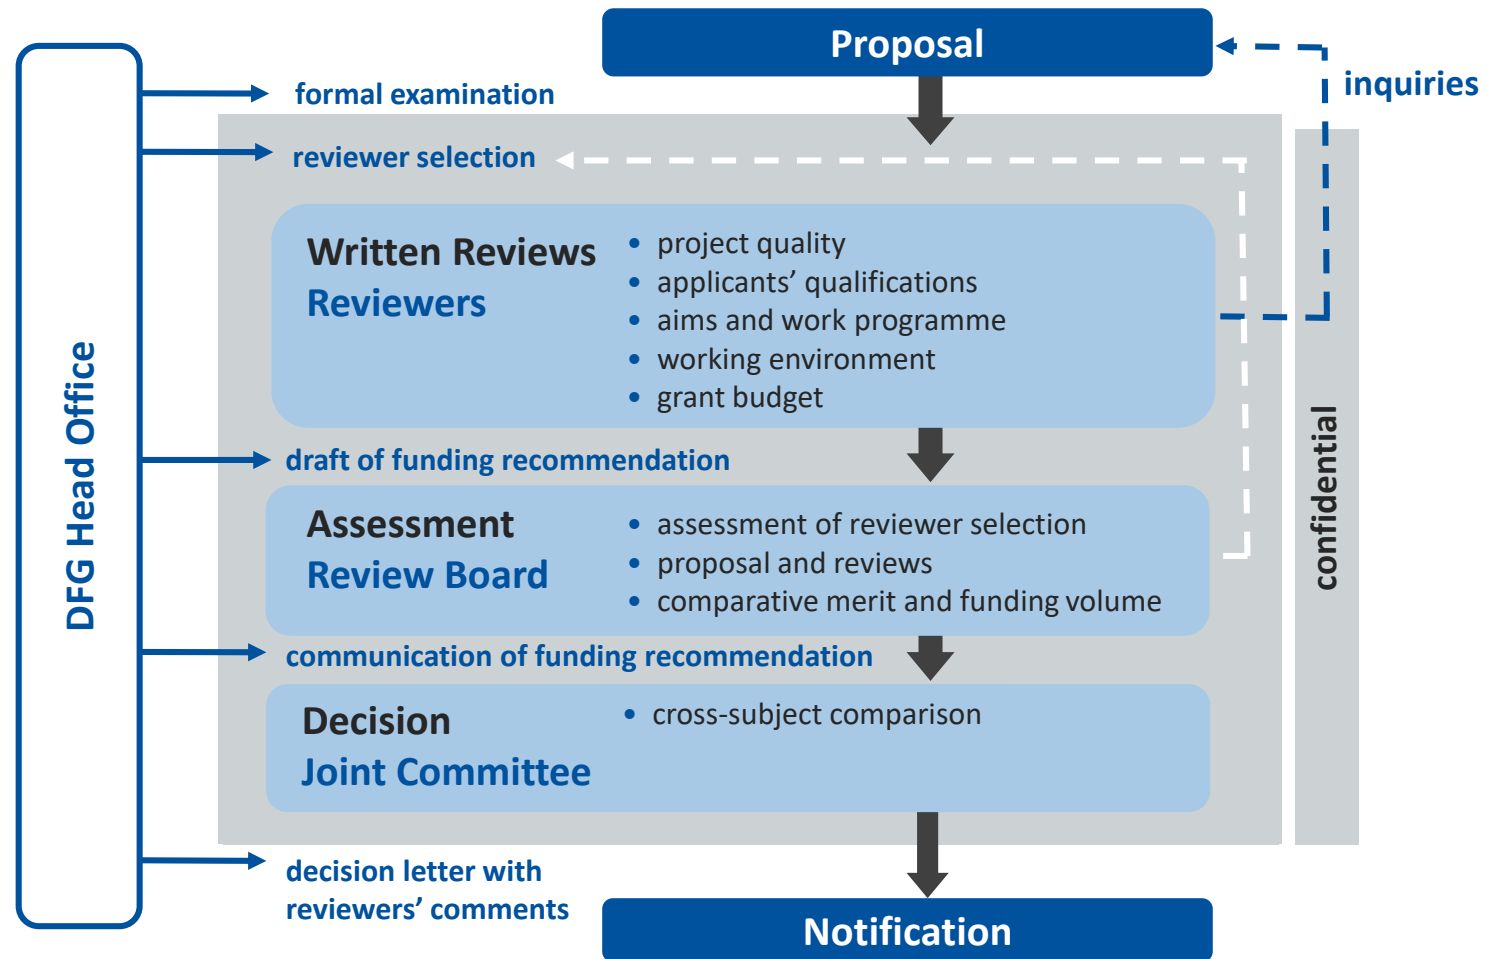 Proposal
inquiries
formal examination
reviewer selection
Written Reviews
Reviewers
• project quality
• applicants’ qualifications
• aims and work programme
• working environment
• grant budget
draft of funding recommendation
Assessment
Review Board
• assessment of reviewer selection
• proposal and reviews
• comparative merit and funding volume
communication of funding recommendation
Decision
Joint Committee
• cross-subject comparison
decision letter with
reviewers’ comments
Notification
DFG Head Office
confidential